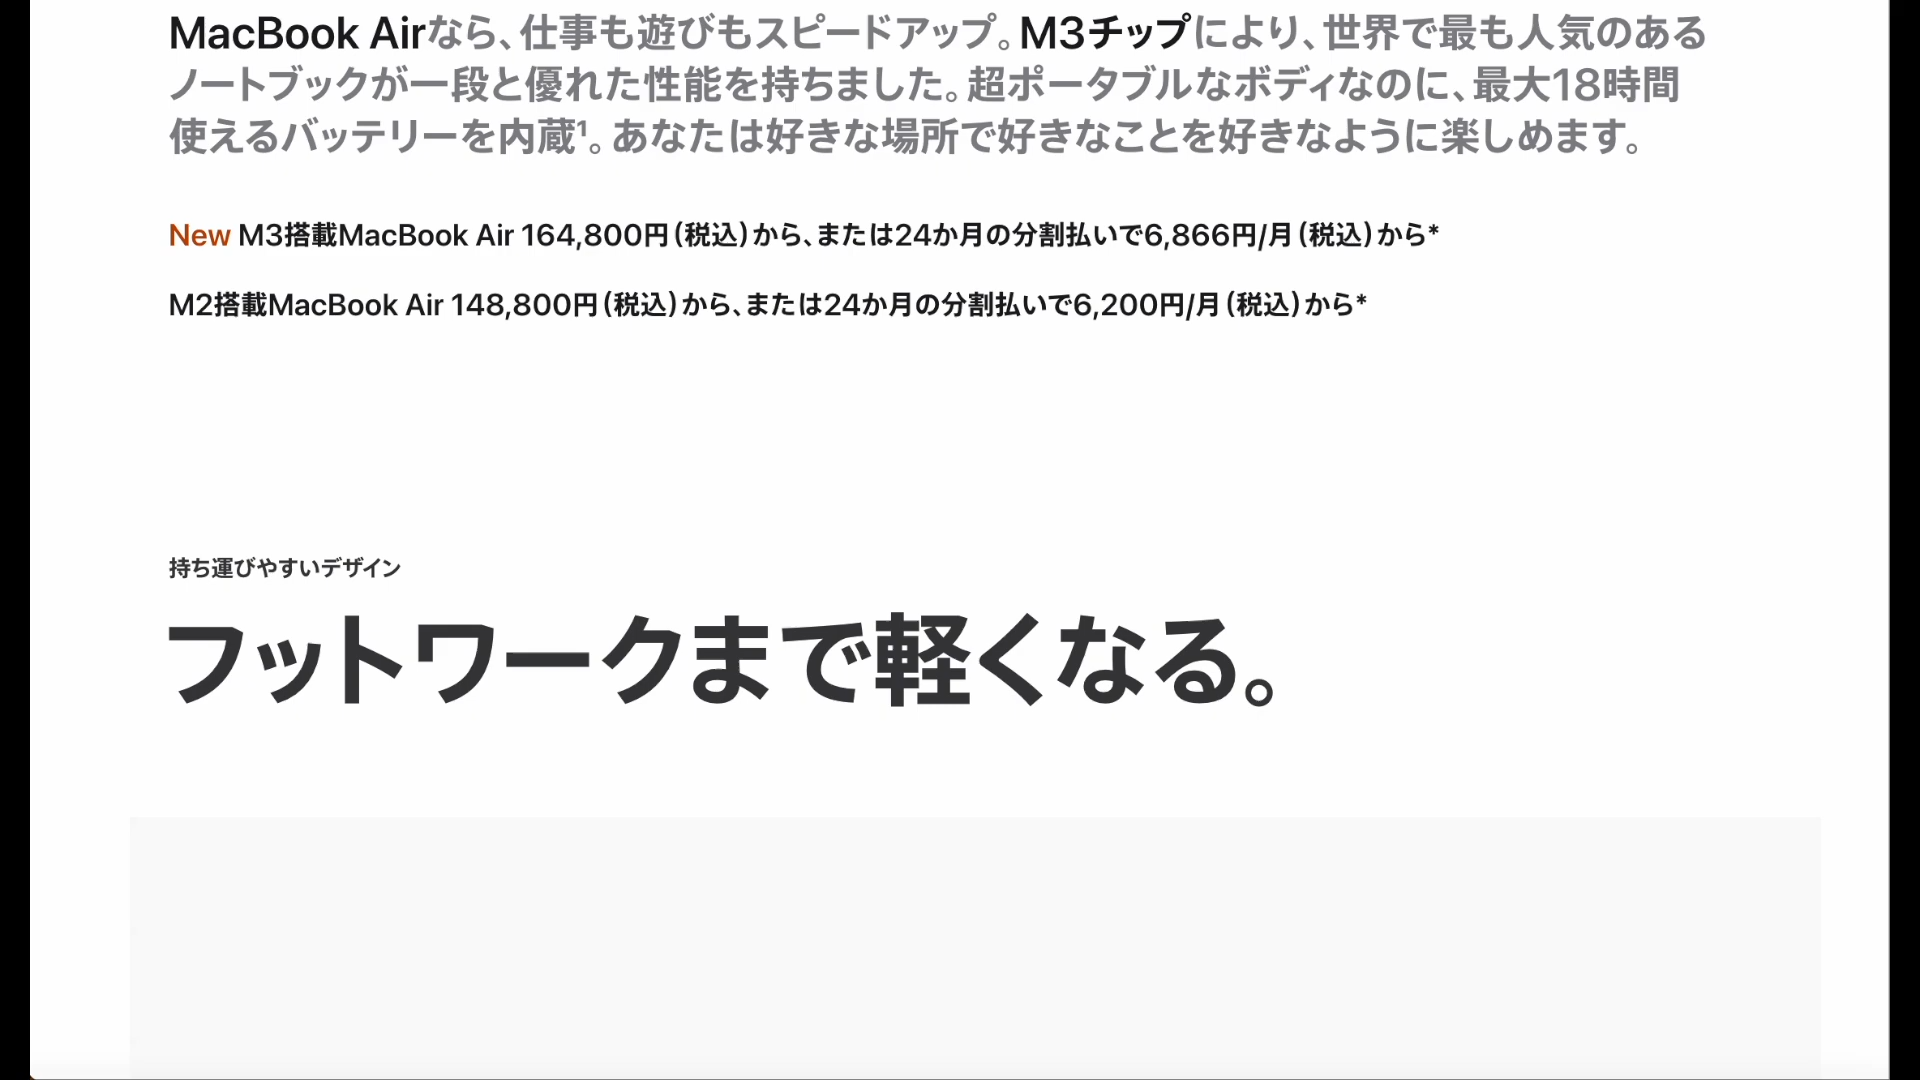 MacBook Airなら、仕事も遊びもスピードアップ。M3チップにより、世界で最も人気のある
ノートブックが一段と優れた性能を持ちました。超ポータブルなボディなのに、最大18時間
使えるバッテリーを内蔵¹。あなたは好きな場所で好きなことを好きなように楽しめます。
New M3搭載MacBook Air 164,800円(税込)から、または24か月の分割払いで6,866円/月(税込)から*
M2搭載MacBook Air 148,800円(税込)から、または24か月の分割払いで6,200円/月(税込)から*
持ち運びやすいデザイン
フットワークまで軽くなる。